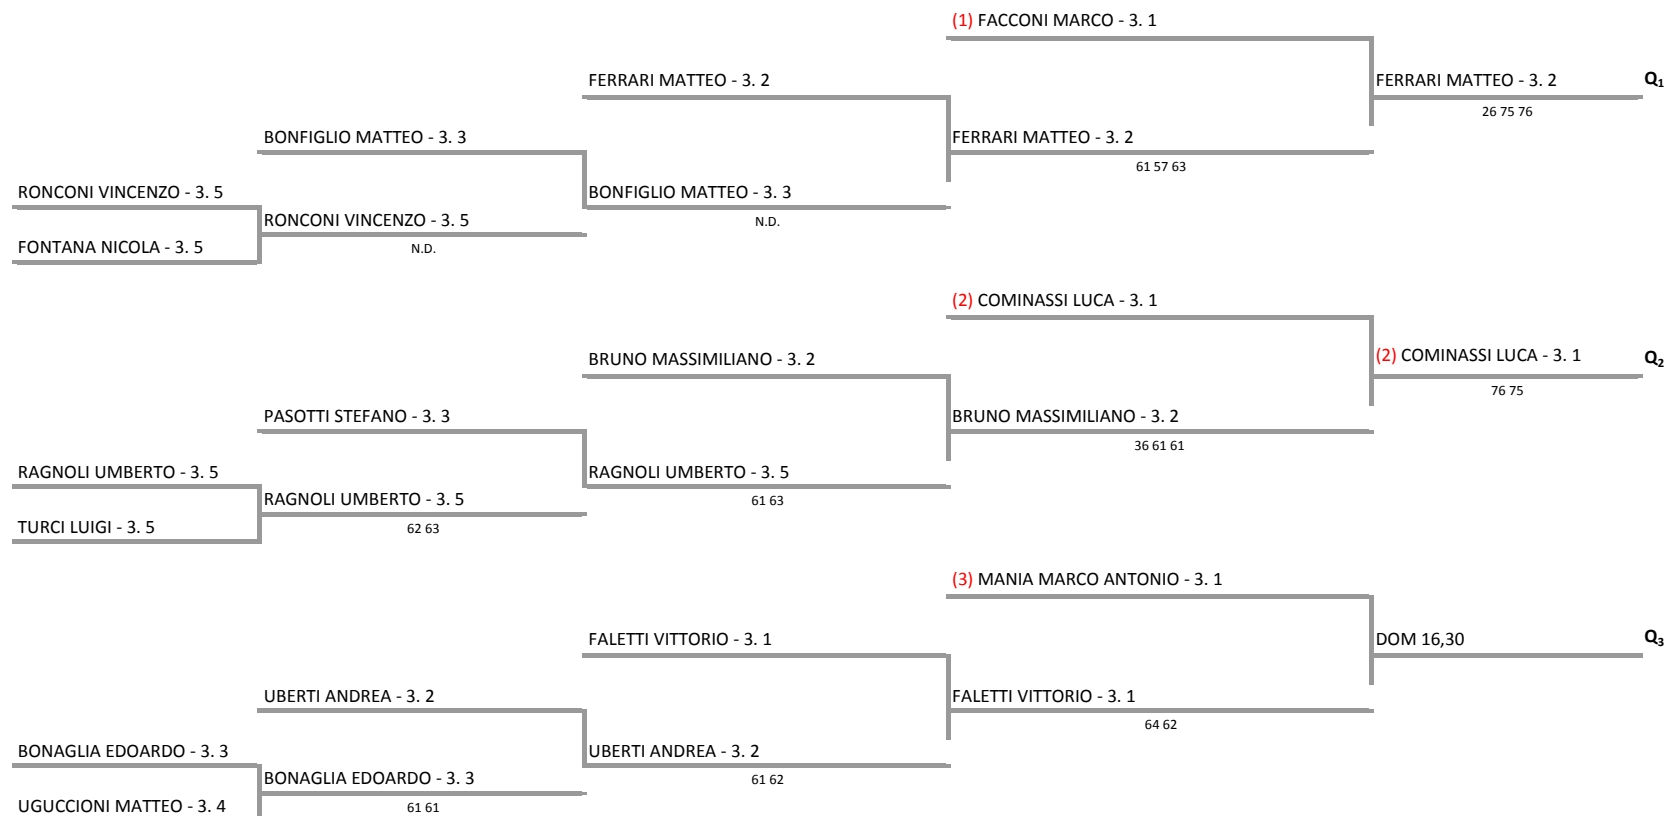 (1) FACCONI MARCO - 3. 1
FERRARI MATTEO - 3. 2
FERRARI MATTEO - 3. 2
Q1
26 75 76
BONFIGLIO MATTEO - 3. 3
FERRARI MATTEO - 3. 2
61 57 63
RONCONI VINCENZO - 3. 5
BONFIGLIO MATTEO - 3. 3
RONCONI VINCENZO - 3. 5
N.D.
FONTANA NICOLA - 3. 5
N.D.
(2) COMINASSI LUCA - 3. 1
BRUNO MASSIMILIANO - 3. 2
(2) COMINASSI LUCA - 3. 1
Q2
76 75
PASOTTI STEFANO - 3. 3
BRUNO MASSIMILIANO - 3. 2
36 61 61
RAGNOLI UMBERTO - 3. 5
RAGNOLI UMBERTO - 3. 5
RAGNOLI UMBERTO - 3. 5
61 63
TURCI LUIGI - 3. 5
62 63
(3) MANIA MARCO ANTONIO - 3. 1
FALETTI VITTORIO - 3. 1
DOM 16,30
Q3
UBERTI ANDREA - 3. 2
FALETTI VITTORIO - 3. 1
64 62
BONAGLIA EDOARDO - 3. 3
UBERTI ANDREA - 3. 2
BONAGLIA EDOARDO - 3. 3
61 62
UGUCCIONI MATTEO - 3. 4
61 61